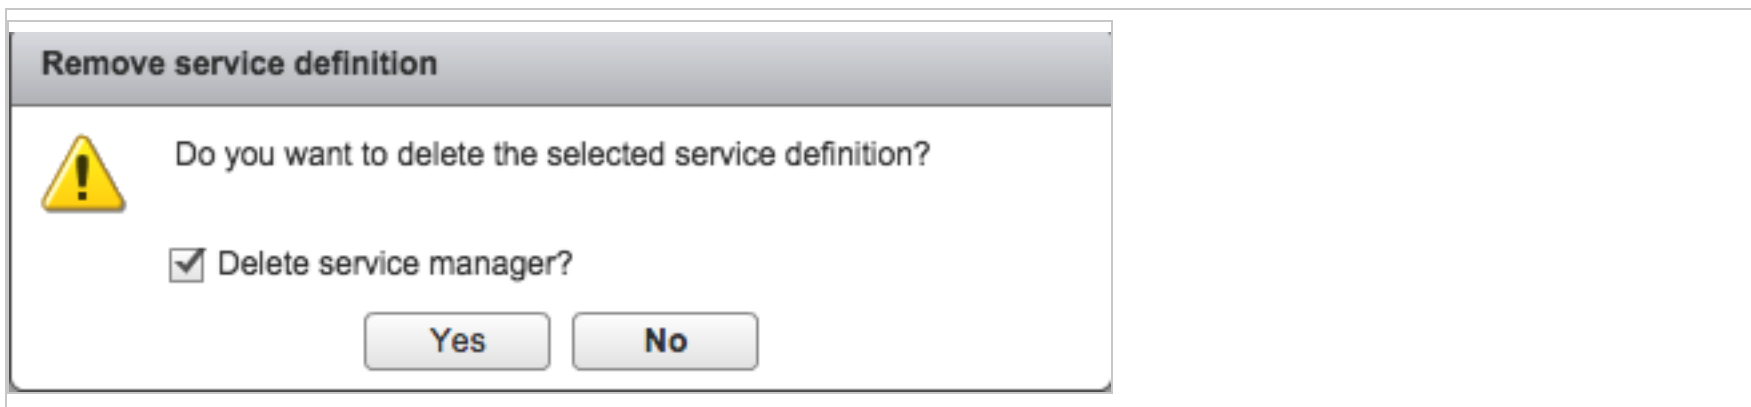 Remove service definition
Do you want to delete the selected service definition?
Delete service manager?
Yes No